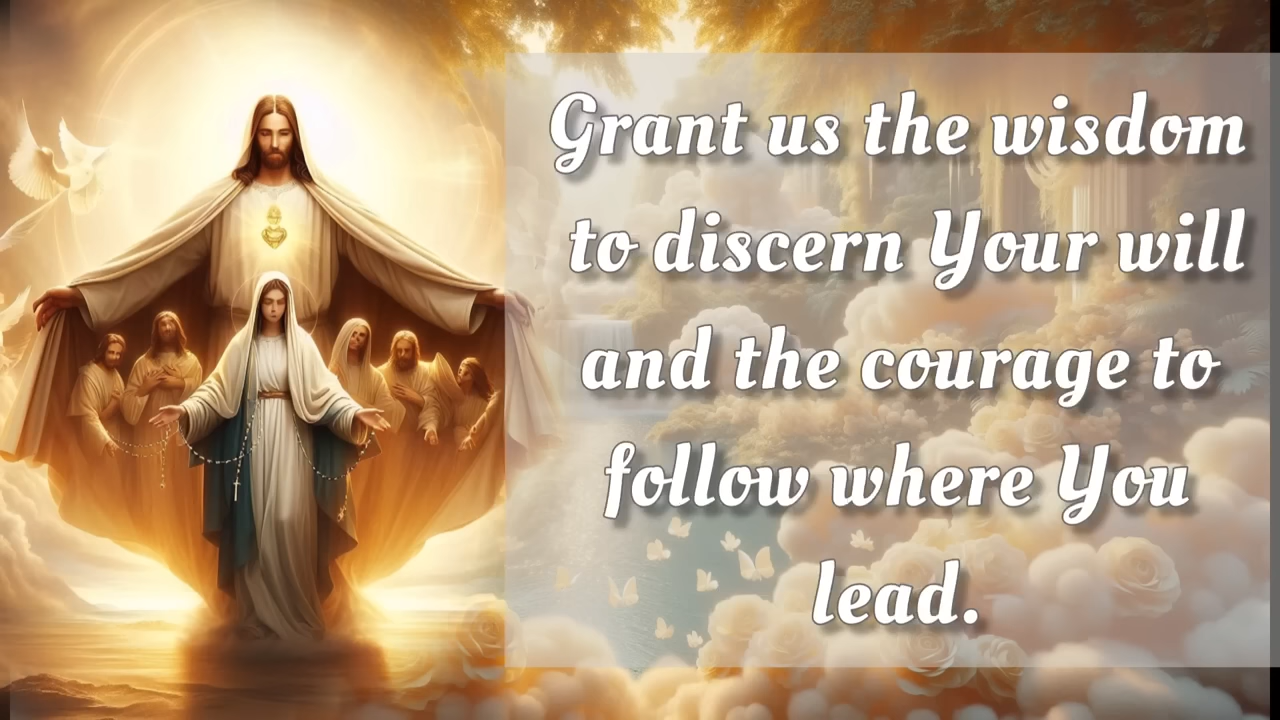 Grant us the wisdom
to discern Your will
and the courage to
follow where You
lead.